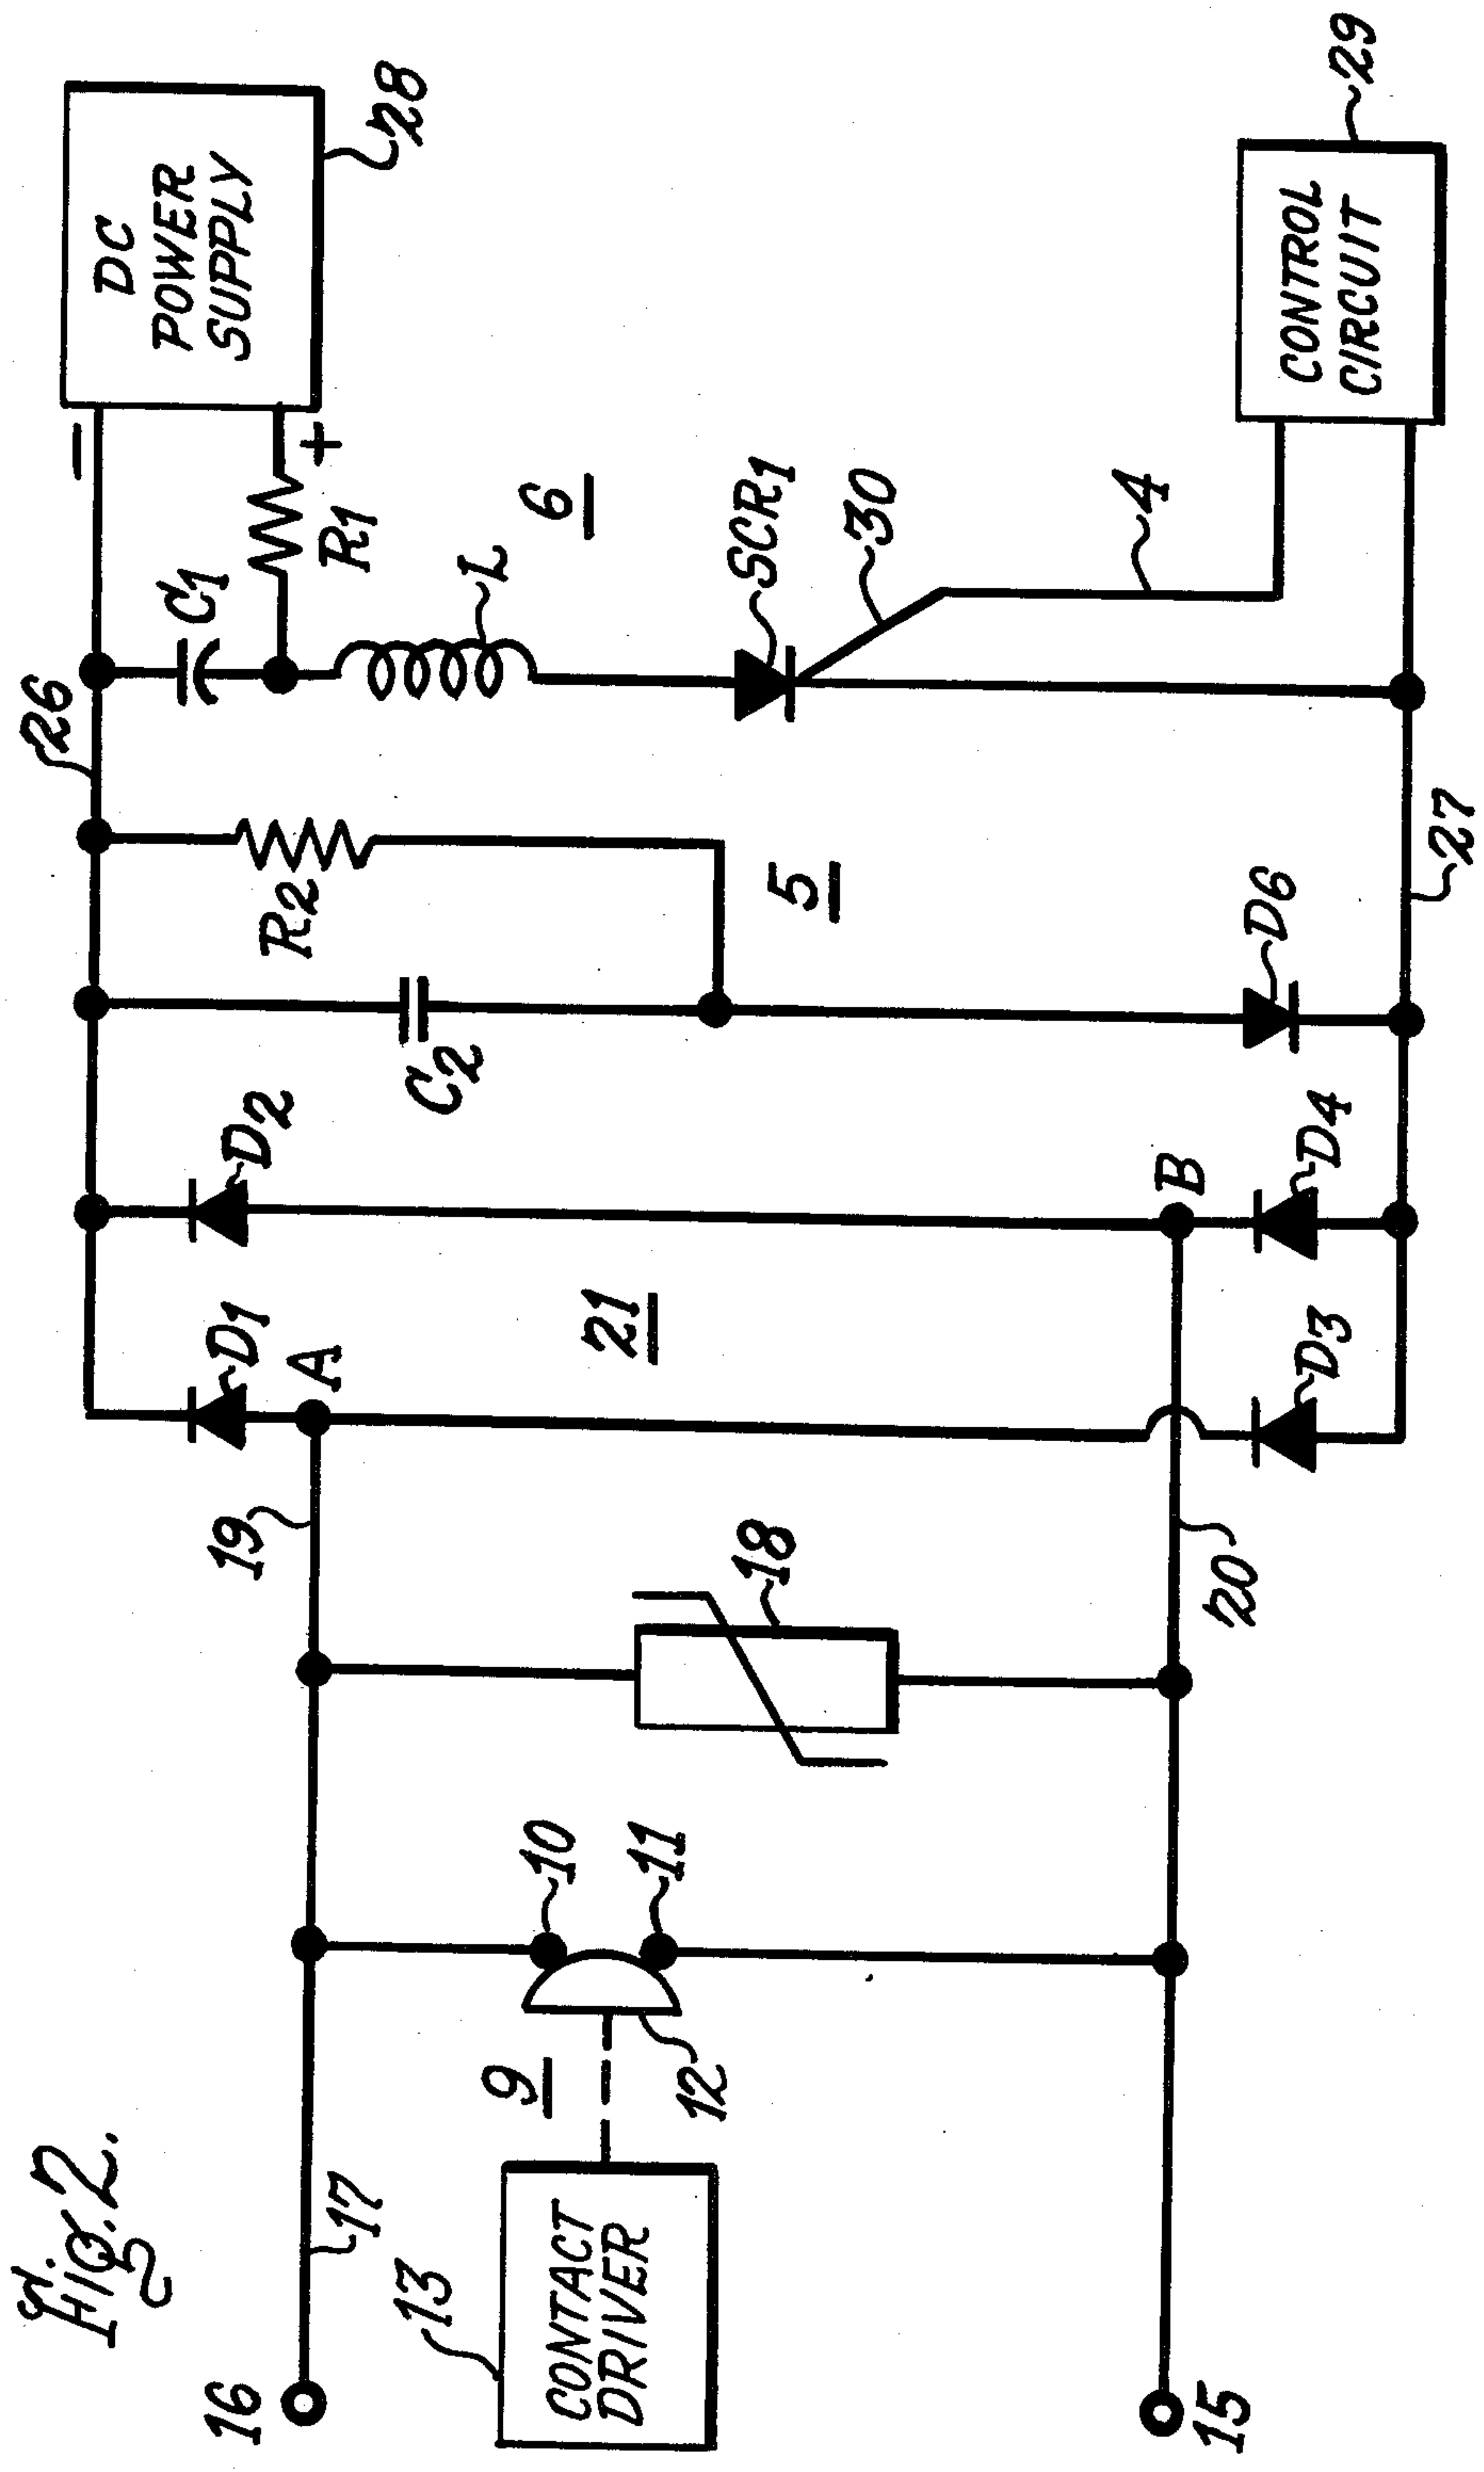 Fig. 2.
16
17
13
CONTACT
DRIVER
9
12
10
11
15
18
19
20
A
B
D1
D2
D3
D4
21
C2
R2
5
D6
26
27
C1
R1
L
6
SCR1
30
4
−
+
DC
POWER
SUPPLY
28
CONTROL
CIRCUIT
29